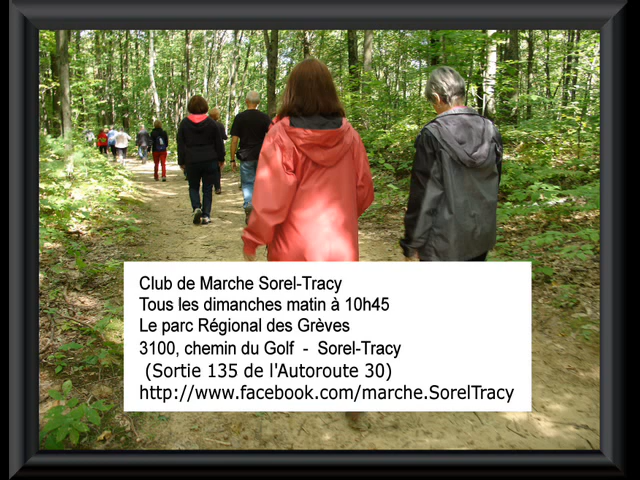 Club de Marche Sorel-Tracy
Tous les dimanches matin à 10h45
Le parc Régional des Grèves
3100, chemin du Golf - Sorel-Tracy
(Sortie 135 de l'Autoroute 30)
http://www.facebook.com/marche.SorelTracy